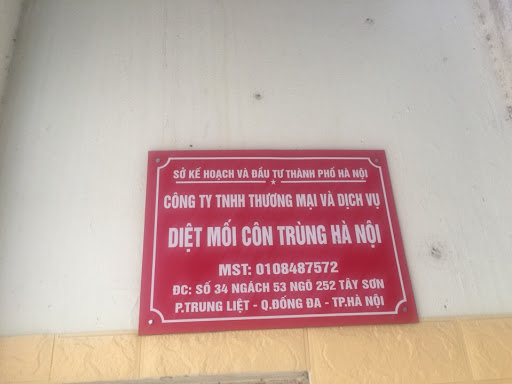 SỞ KẾ HOẠCH VÀ ĐẦU TƯ THÀNH PHỐ HÀ NỘI
CÔNG TY TNHH THƯƠNG MẠI VÀ DỊCH VỤ
DIỆT MỐI CÔN TRÙNG HÀ NỘI
MST: 0108487572
ĐC: SỐ 34 NGÁCH 53 NGÕ 252 TÂY SƠN
P.TRUNG LIỆT - Q.ĐỐNG ĐA - TP.HÀ NỘI